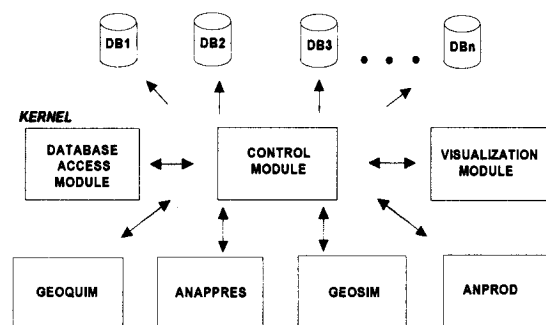 DB1
DB2
DB3
DBn
KERNEL
DATABASE
ACCESS
MODULE
CONTROL
MODULE
VISUALIZATION
MODULE
GEOQUIM
ANAPPRES
GEOSIM
ANPROD